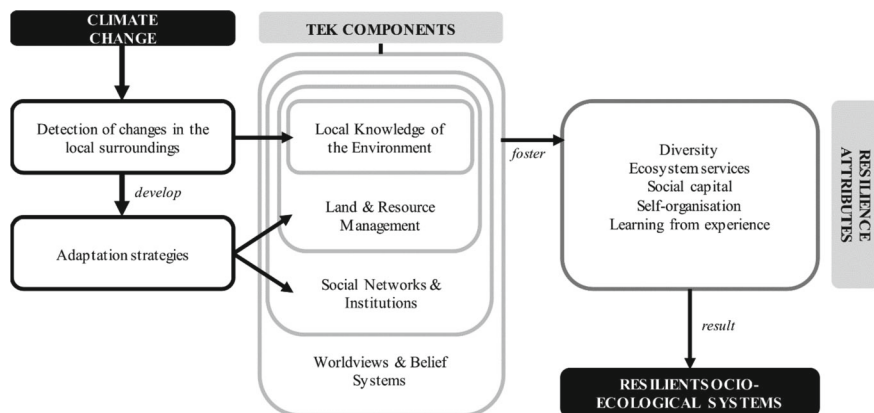 CLIMATE
CHANGE
TEK COMPONENTS
Detection of changes in the
local surroundings
Local Knowledge of
the Environment
foster
Diversity
Ecosystem services
Social capital
Self-organisation
Learning from experience
RESILIENCE
ATTRIBUTES
develop
Land & Resource
Management
Adaptation strategies
Social Networks &
Institutions
result
Worldviews & Belief
Systems
RESILIENT SOCIO-
ECOLOGICAL SYSTEMS